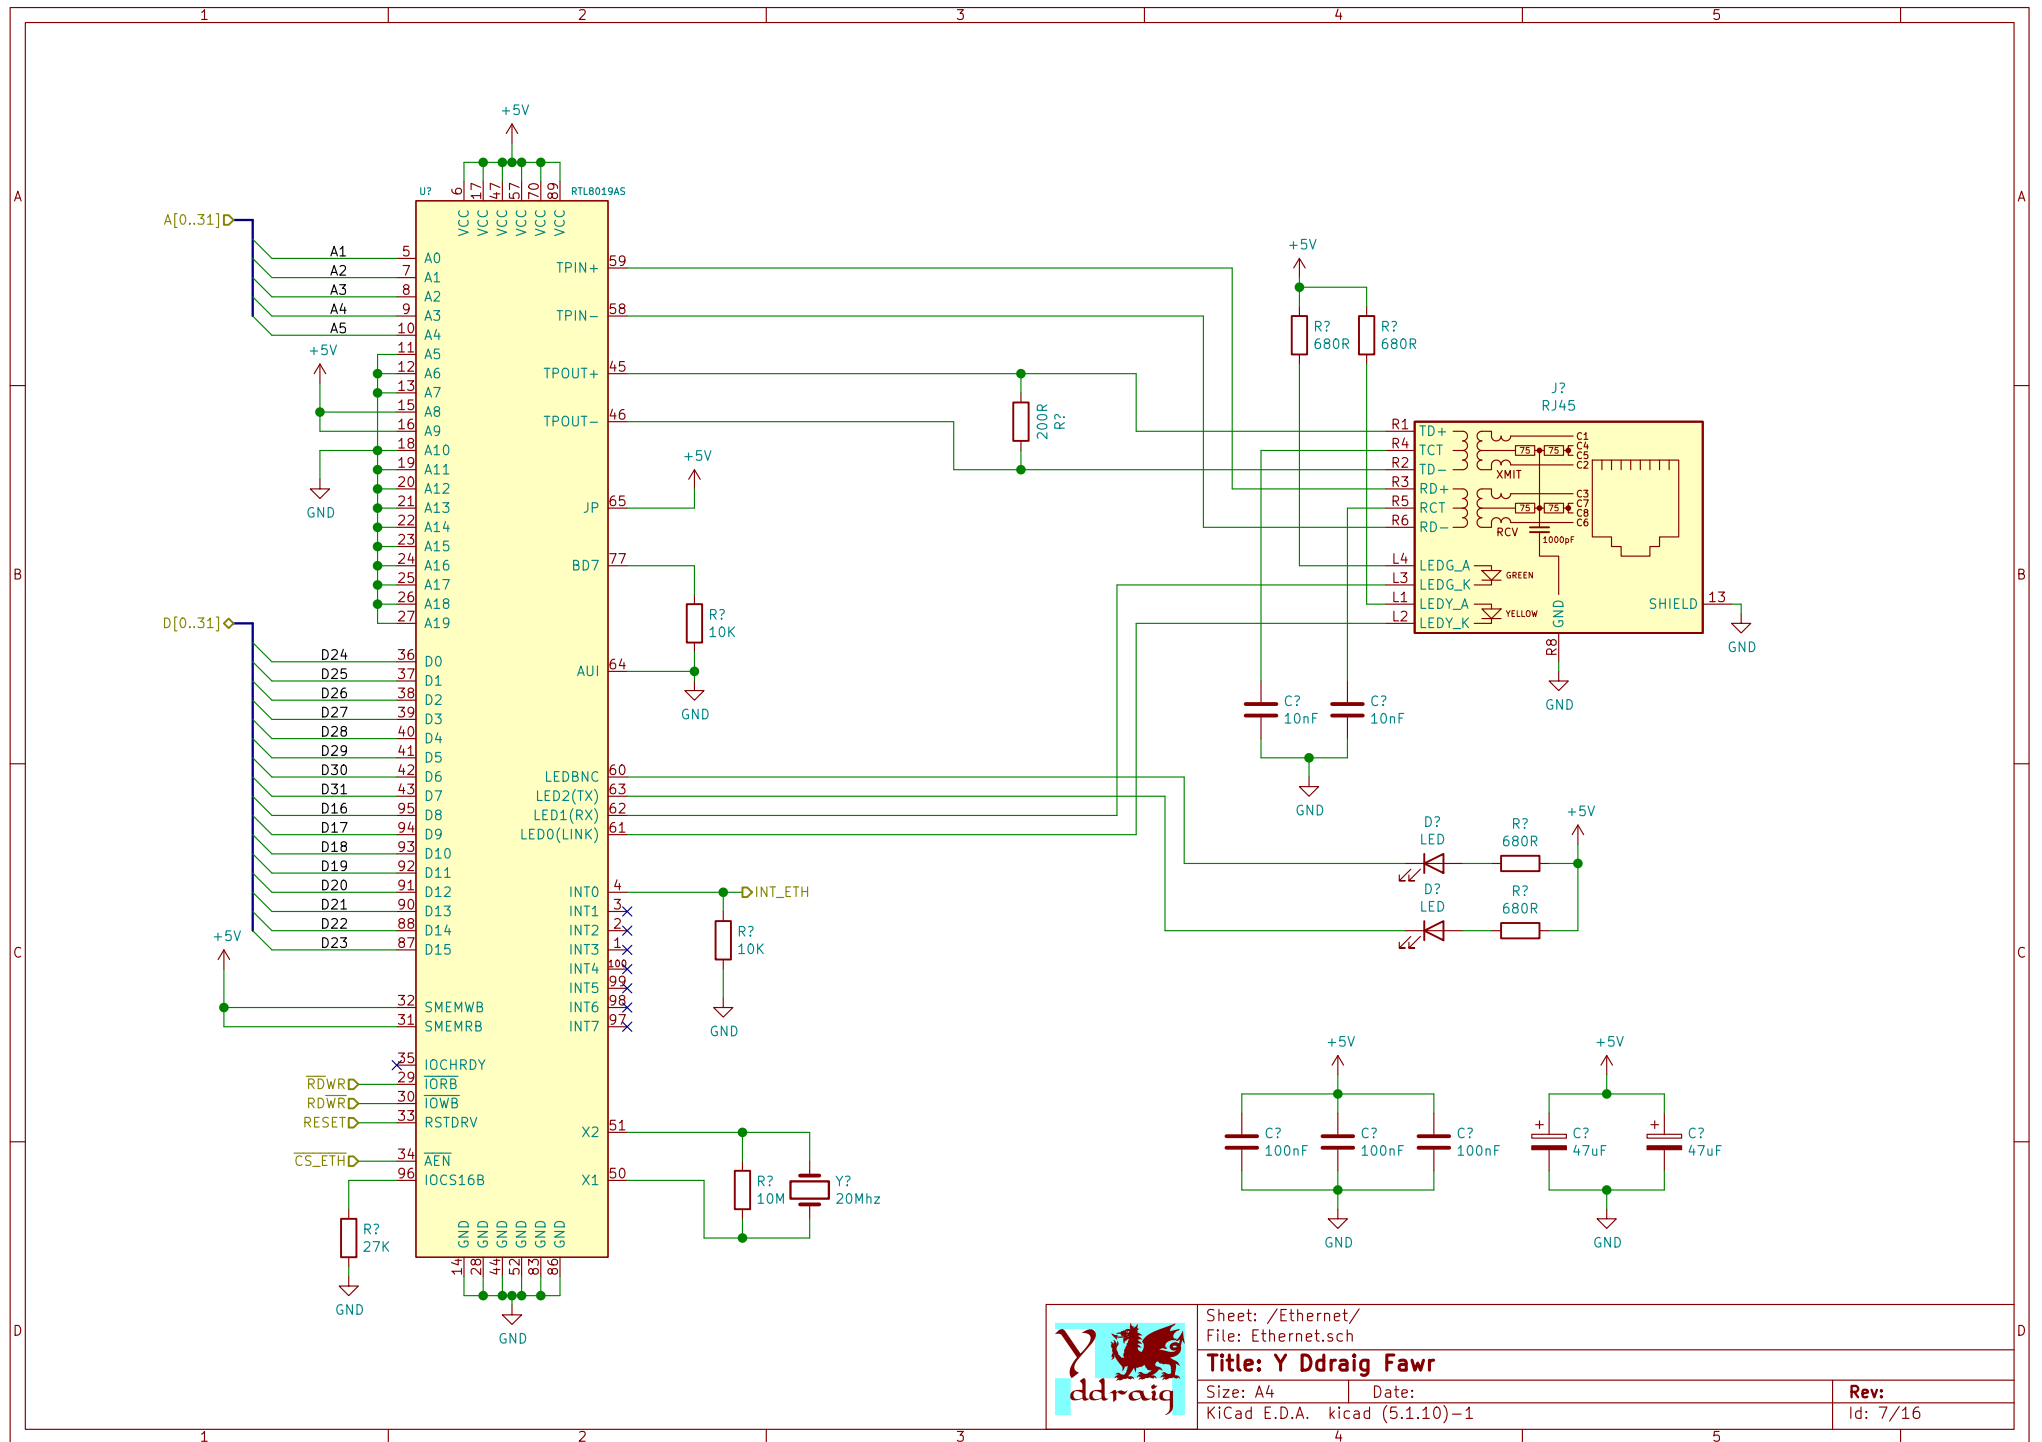 1 2 3 4 5
A A
B B
C C
D D
1 2 3 4 5
+5V
U?
RTL8019AS
6 17 47 57 70 89
VCC VCC VCC VCC VCC VCC
A[0..31]
A1 5 A0
A2 7 A1
A3 8 A2
A4 9 A3
A5 10 A4
11 A5
12 A6
13 A7
15 A8
16 A9
18 A10
19 A11
20 A12
21 A13
22 A14
23 A15
24 A16
25 A17
26 A18
27 A19
+5V
GND
D[0..31]
D24 36 D0
D25 37 D1
D26 38 D2
D27 39 D3
D28 40 D4
D29 41 D5
D30 42 D6
D31 43 D7
D16 95 D8
D17 94 D9
D18 93 D10
D19 92 D11
D20 91 D12
D21 90 D13
D22 88 D14
D23 87 D15
+5V
32 SMEMWB
31 SMEMRB
35 IOCHRDY
RDWR 29 IORB
RDWR 30 IOWB
RESET 33 RSTDRV
CS_ETH 34 AEN
96 IOCS16B
R?
27K
GND
GND GND GND GND GND GND
14 28 44 52 83 86
GND
TPIN+ 59
TPIN- 58
TPOUT+ 45
TPOUT- 46
JP 65
+5V
BD7 77
R?
10K
AUI 64
GND
LEDBNC 60
LED2(TX) 63
LED1(RX) 62
LED0(LINK) 61
INT0 4
INT_ETH
INT1 3
INT2 2
INT3 1
INT4 100
INT5 99
INT6 98
INT7 97
R?
10K
GND
X2 51
X1 50
R?
10M
Y?
20Mhz
200R
R?
+5V
R?
680R
R?
680R
J?
RJ45
R1 TD+
R4 TCT
R2 TD-
R3 RD+
R5 RCT
R6 RD-
L4 LEDG_A
L3 LEDG_K
L1 LEDY_A
L2 LEDY_K
75 75
XMIT
C1
C4
C5
C2
75 75
RCV
C3
C7
C8
C6
1000pF
GREEN
YELLOW
GND
R8
SHIELD 13
GND
GND
C?
10nF
C?
10nF
GND
+5V
D?
LED
R?
680R
D?
LED
R?
680R
+5V
C?
100nF
C?
100nF
C?
100nF
GND
+5V
+
C?
47uF
+
C?
47uF
GND
Y
ddraig
Sheet: /Ethernet/
File: Ethernet.sch
Title: Y Ddraig Fawr
Size: A4 Date: Rev:
KiCad E.D.A. kicad (5.1.10)-1 Id: 7/16